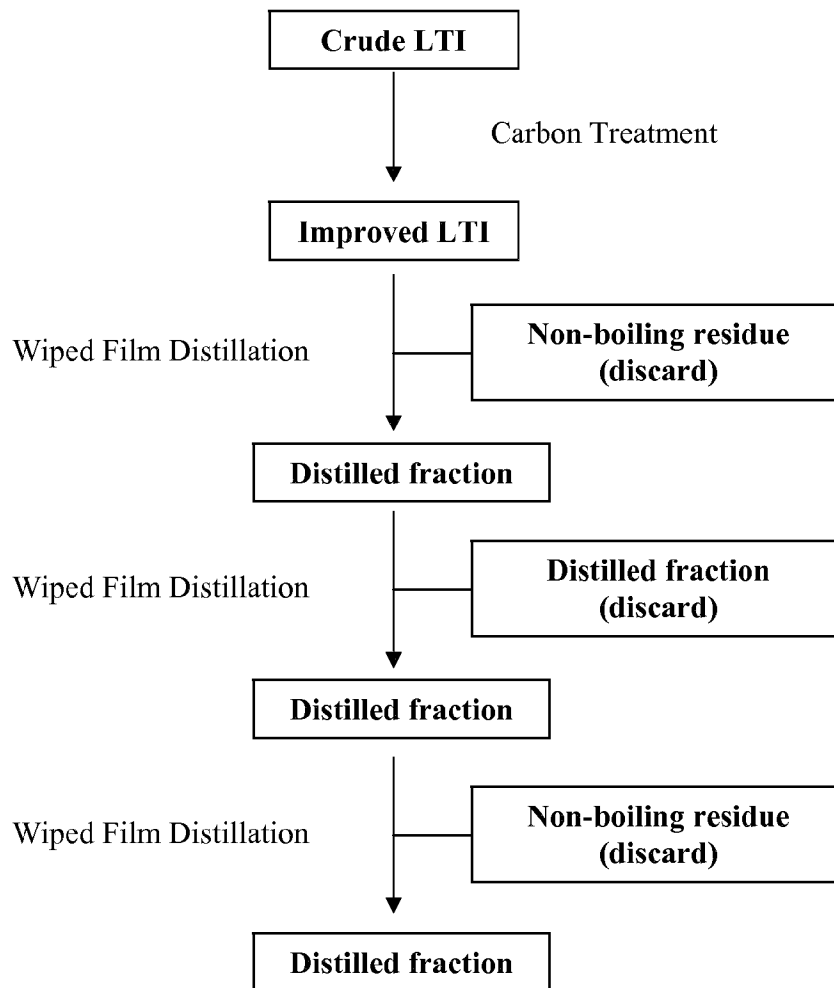 Crude LTI
Carbon Treatment
Improved LTI
Wiped Film Distillation
Non-boiling residue
(discard)
Distilled fraction
Wiped Film Distillation
Distilled fraction
(discard)
Distilled fraction
Wiped Film Distillation
Non-boiling residue
(discard)
Distilled fraction